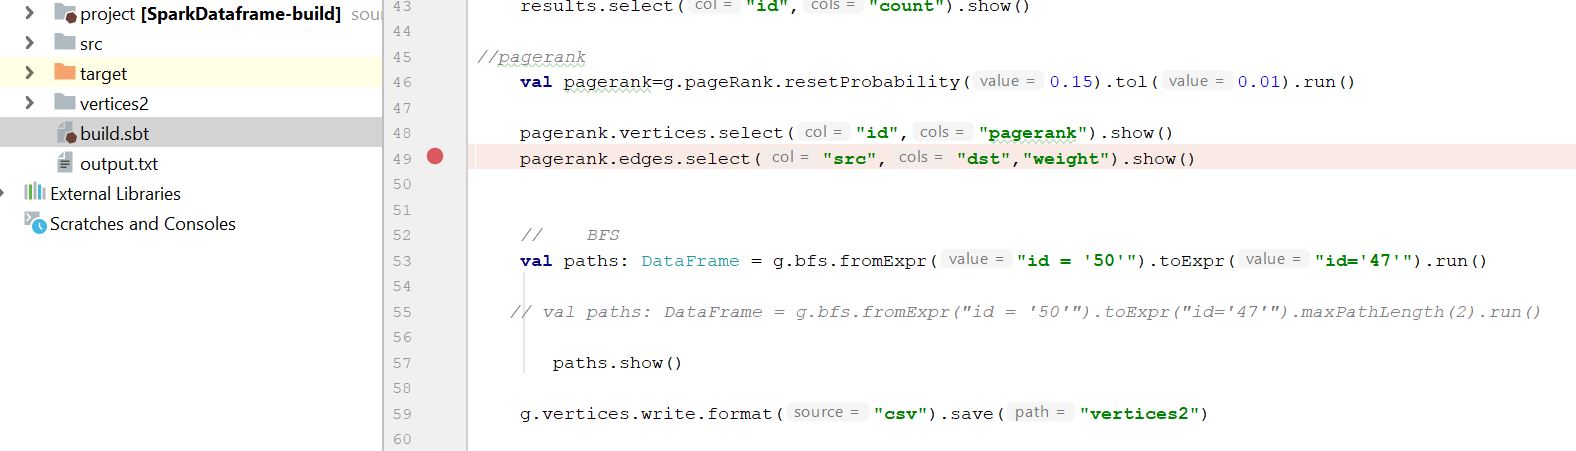 project [SparkDataframe-build] sou
src
target
vertices2
build.sbt
output.txt
External Libraries
Scratches and Consoles
43 results.select( col = "id", cols = "count").show()
44
45 //pagerank
46 val pagerank=g.pageRank.resetProbability( value = 0.15).tol( value = 0.01).run()
47
48 pagerank.vertices.select( col = "id", cols = "pagerank").show()
49 pagerank.edges.select( col = "src", cols = "dst","weight").show()
50
51
52 // BFS
53 val paths: DataFrame = g.bfs.fromExpr( value = "id = '50'").toExpr( value = "id='47'").run()
54
55 // val paths: DataFrame = g.bfs.fromExpr("id = '50'").toExpr("id='47'").maxPathLength(2).run()
56
57 paths.show()
58
59 g.vertices.write.format( source = "csv").save( path = "vertices2")
60